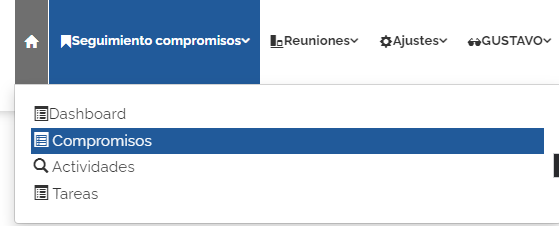 Seguimiento compromisos Reuniones Ajustes GUSTAVO
Dashboard
Compromisos
Actividades
Tareas